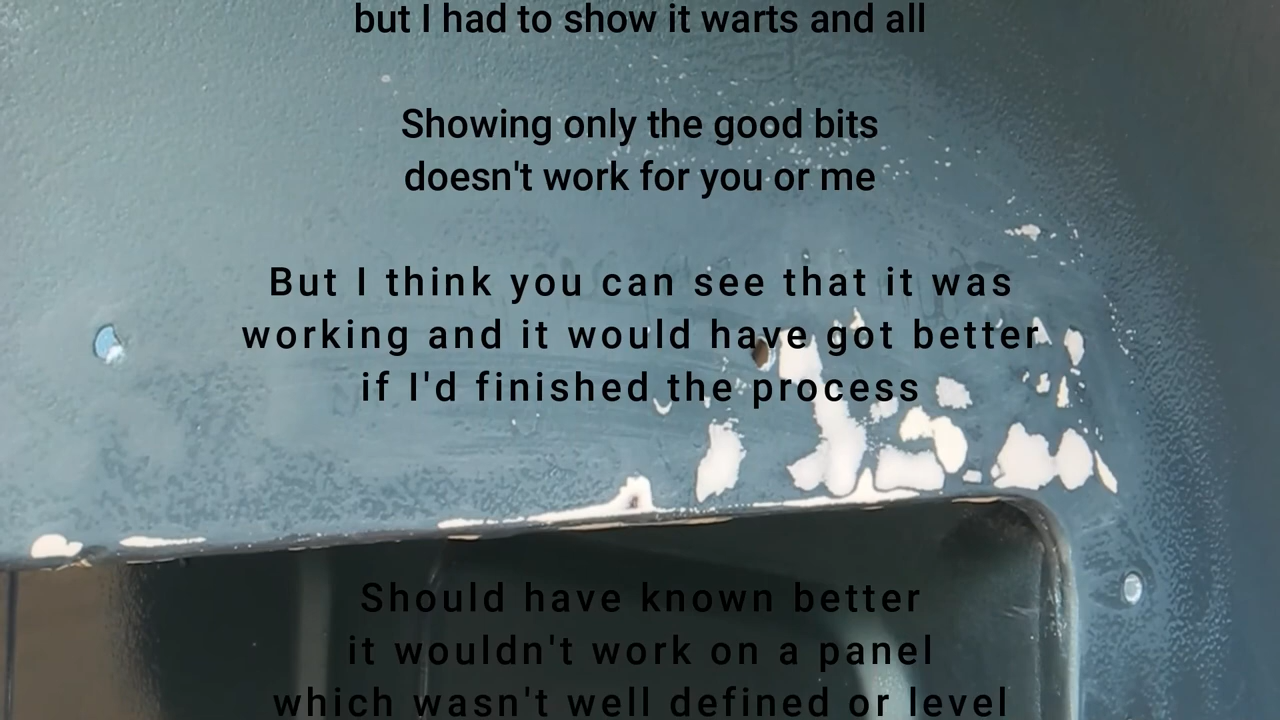 but I had to show it warts and all
Showing only the good bits
doesn't work for you or me
But I think you can see that it was
working and it would have got better
if I'd finished the process
Should have known better
it wouldn't work on a panel
which wasn't well defined or level